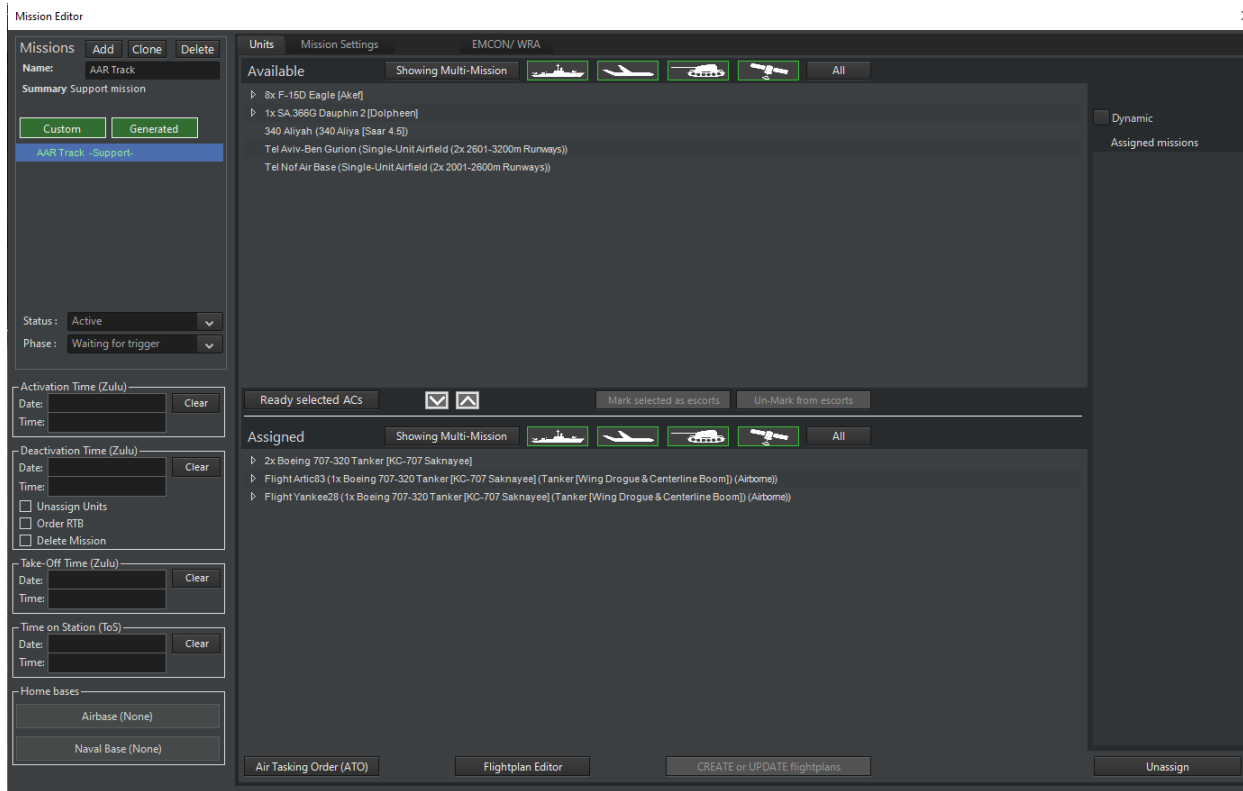 Mission Editor
Missions Add Clone Delete
Name: AAR Track
Summary Support mission
Custom Generated
AAR Track -Support-
Status : Active
Phase : Waiting for trigger
Activation Time (Zulu)
Date: Clear
Time:
Deactivation Time (Zulu)
Date: Clear
Time:
Unassign Units
Order RTB
Delete Mission
Take-Off Time (Zulu)
Date: Clear
Time:
Time on Station (ToS)
Date: Clear
Time:
Home bases
Airbase (None)
Naval Base (None)
Units Mission Settings EMCON/ WRA
Available Showing Multi-Mission All
8x F-15D Eagle [Akef]
1x SA.366G Dauphin 2 [Dolpheen]
340 Aliyah (340 Aliya [Saar 4.5])
Tel Aviv-Ben Gurion (Single-Unit Airfield (2x 2601-3200m Runways))
Tel Nof Air Base (Single-Unit Airfield (2x 2001-2600m Runways))
Ready selected ACs Mark selected as escorts Un-Mark from escorts
Assigned Showing Multi-Mission All
2x Boeing 707-320 Tanker [KC-707 Saknayee]
Flight Artic83 (1x Boeing 707-320 Tanker [KC-707 Saknayee] (Tanker [Wing Drogue & Centerline Boom]) (Airborne))
Flight Yankee28 (1x Boeing 707-320 Tanker [KC-707 Saknayee] (Tanker [Wing Drogue & Centerline Boom]) (Airborne))
Air Tasking Order (ATO) Flightplan Editor CREATE or UPDATE flightplans
Dynamic
Assigned missions
Unassign